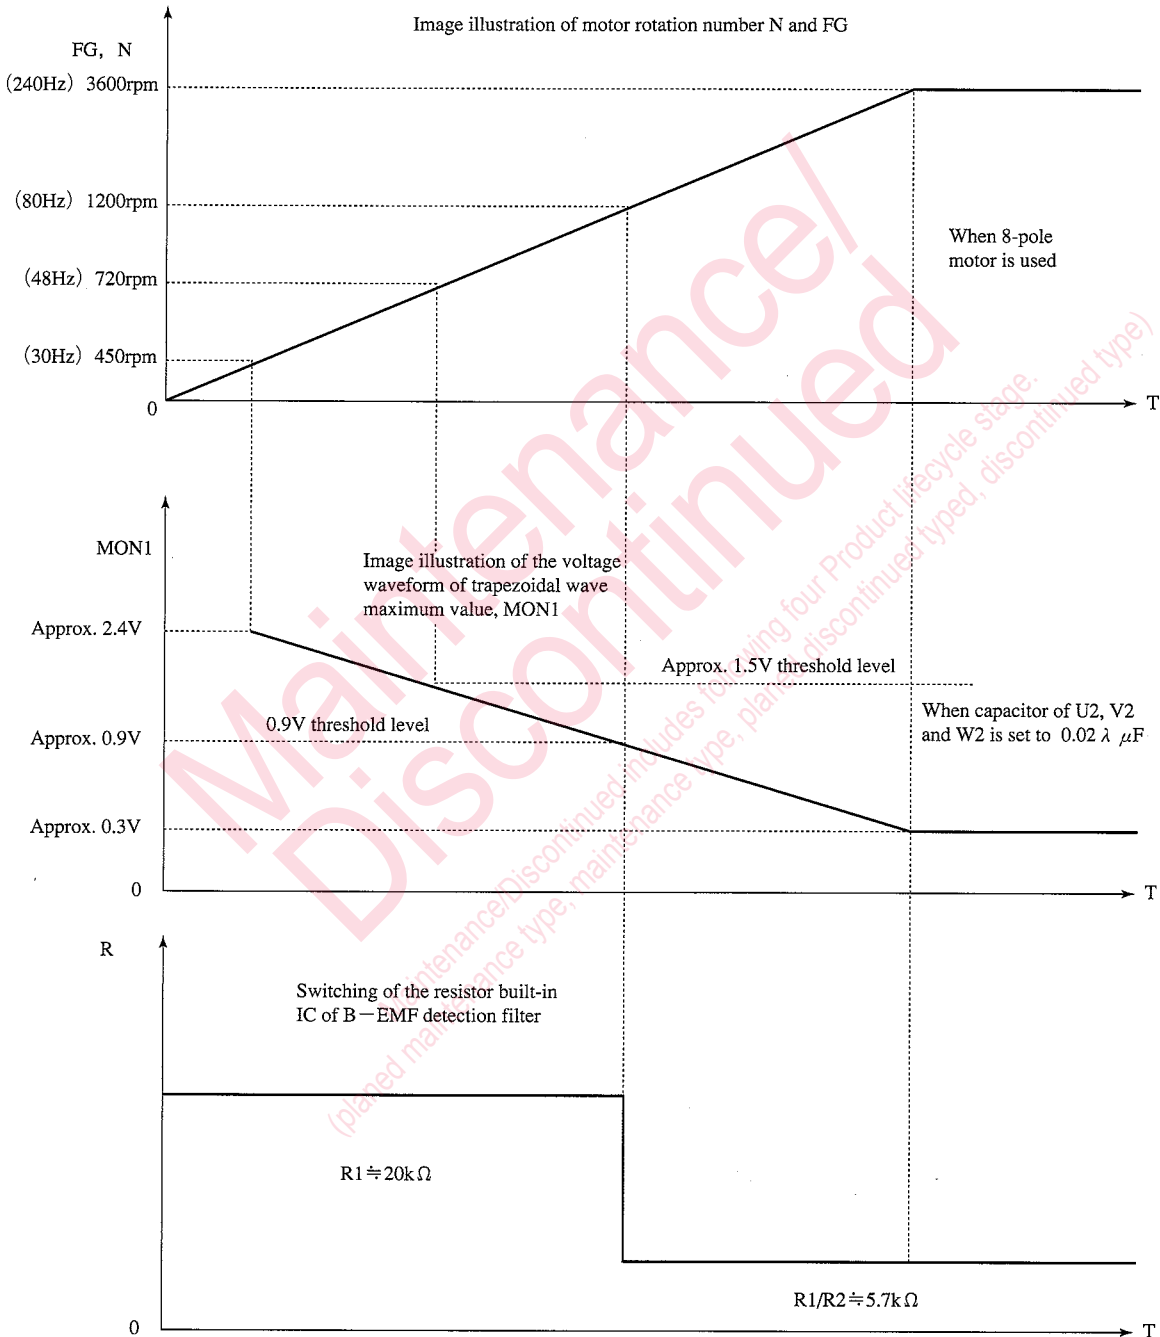 Image illustration of motor rotation number N and FG
FG, N
(240Hz) 3600rpm
(80Hz) 1200rpm
When 8-pole
motor is used
(48Hz) 720rpm
(30Hz) 450rpm
0
T
MON1
Image illustration of the voltage
waveform of trapezoidal wave
maximum value, MON1
Approx. 2.4V
Approx. 1.5V threshold level
0.9V threshold level
When capacitor of U2, V2
and W2 is set to 0.02 λ μF
Approx. 0.9V
Approx. 0.3V
0
T
R
Switching of the resistor built-in
IC of B－EMF detection filter
R1≒20kΩ
R1/R2≒5.7kΩ
0
T
Maintenance/
Discontinued
Maintenance/Discontinued includes following four Product lifecycle stage.
(planed maintenance type, maintenance type, planed discontinued typed, discontinued type)